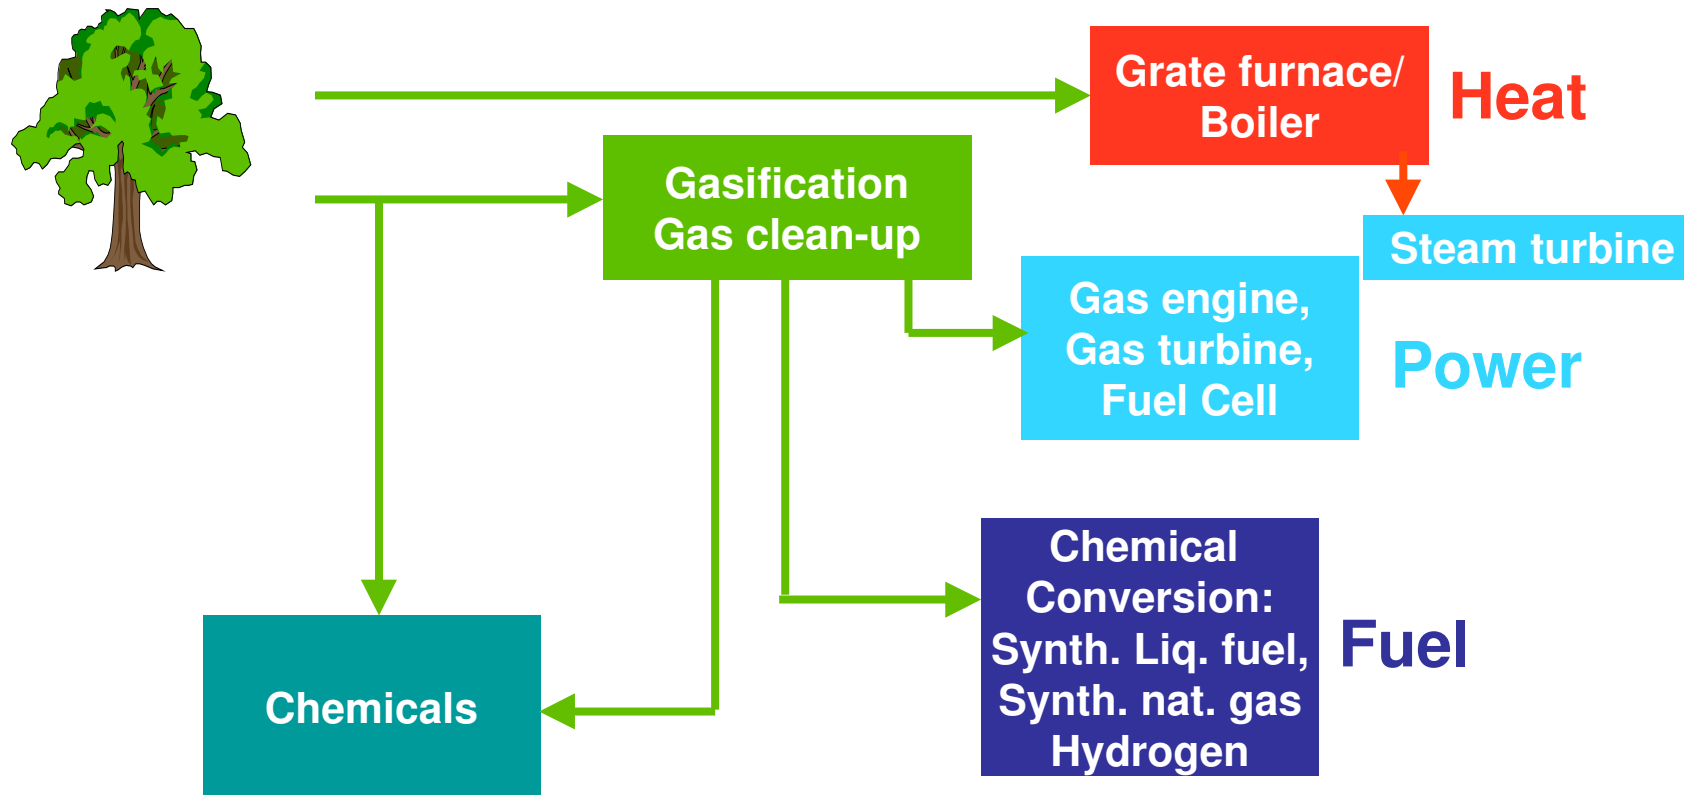 Grate furnace/
Boiler
Heat
Gasification
Gas clean-up
Steam turbine
Gas engine,
Gas turbine,
Fuel Cell
Power
Chemical
Conversion:
Synth. Liq. fuel,
Synth. nat. gas
Hydrogen
Fuel
Chemicals